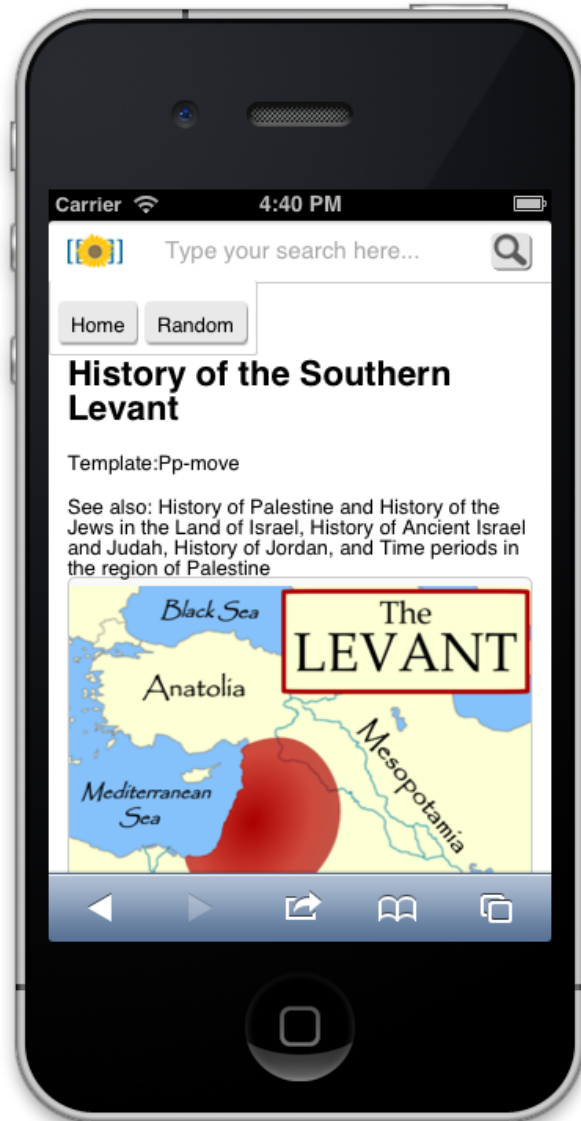 Carrier 4:40 PM
[[ ]] Type your search here...
Home Random
History of the Southern
Levant
Template:Pp-move
See also: History of Palestine and History of the
Jews in the Land of Israel, History of Ancient Israel
and Judah, History of Jordan, and Time periods in
the region of Palestine
Black Sea
The
LEVANT
Anatolia
Mesopotamia
Mediterranean
Sea